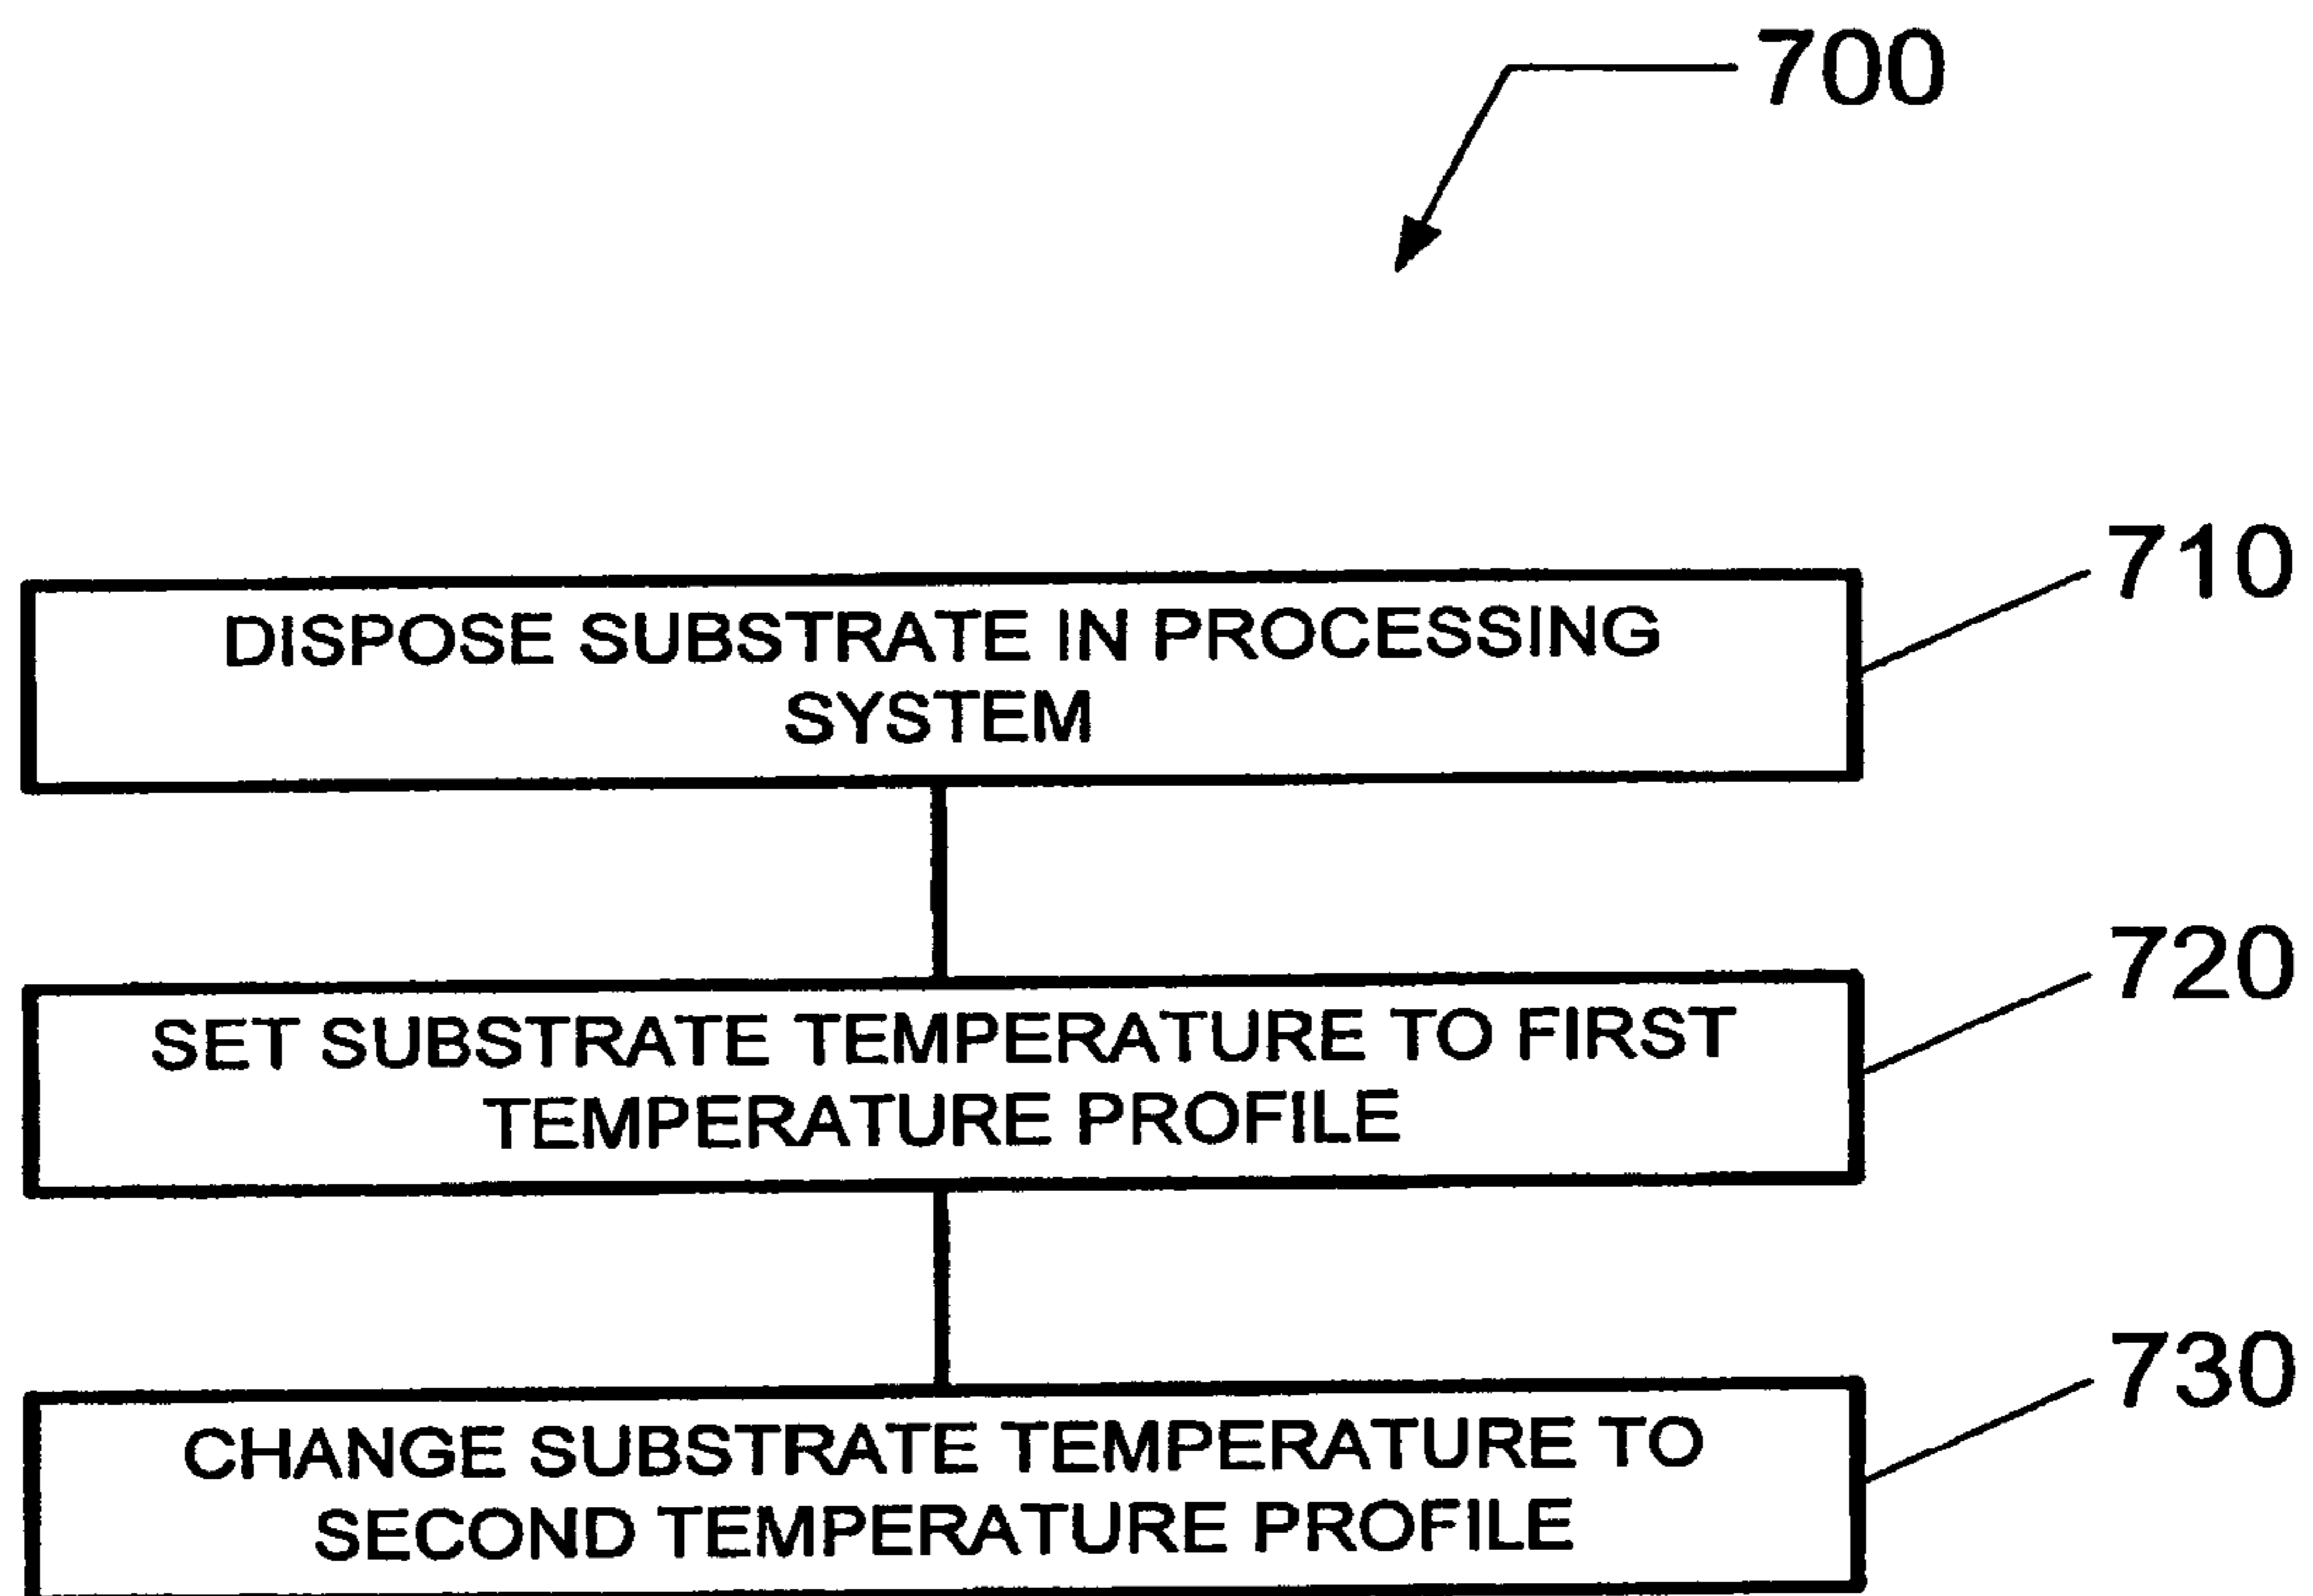 700
710
DISPOSE SUBSTRATE IN PROCESSING
SYSTEM
720
SET SUBSTRATE TEMPERATURE TO FIRST
TEMPERATURE PROFILE
730
CHANGE SUBSTRATE TEMPERATURE TO
SECOND TEMPERATURE PROFILE